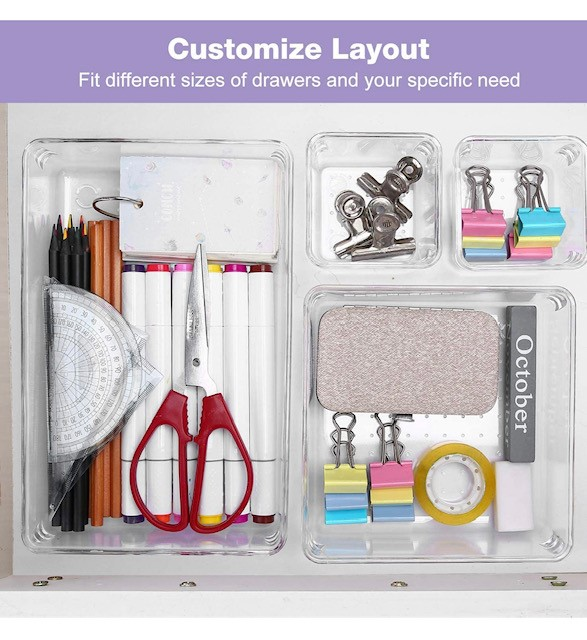 Customize Layout
Fit different sizes of drawers and your specific need
October